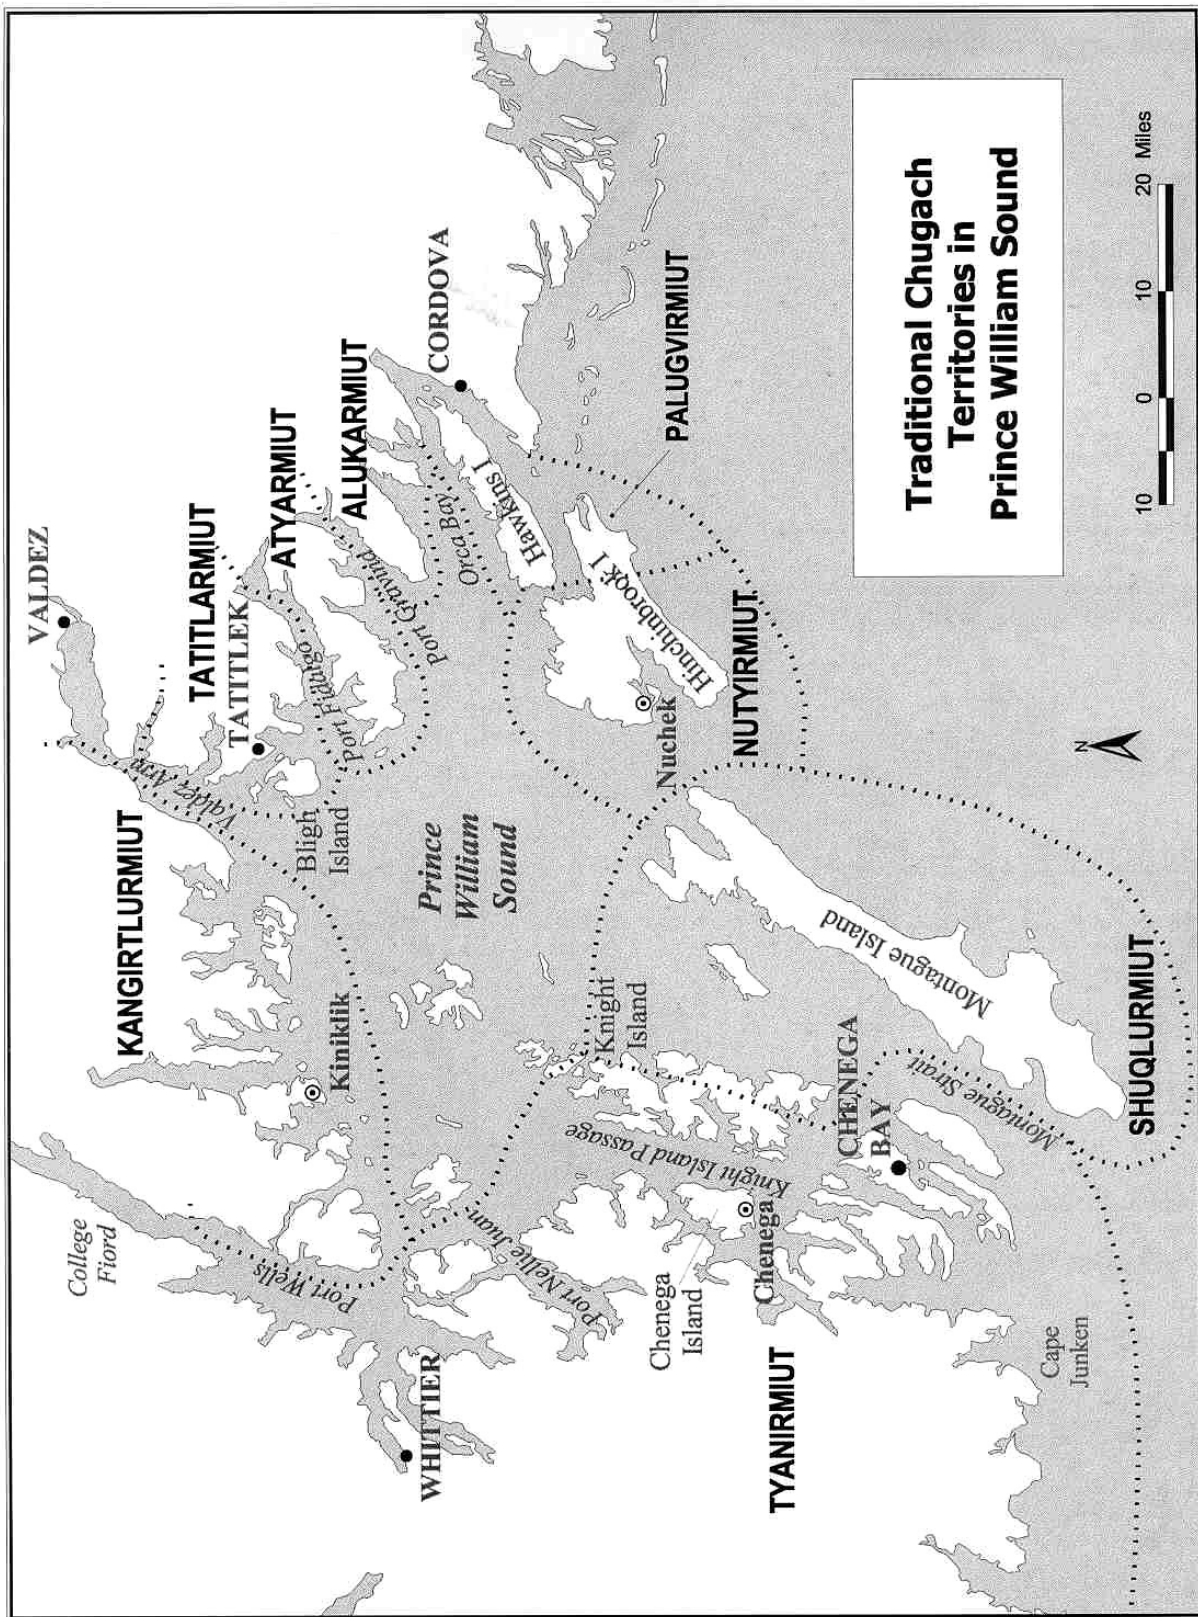 College
Fiord
KANGIRTLURMIUT
VALDEZ
TATITLARMIUT
TATITLEK
ATYARMIUT
ALUKARMIUT
CORDOVA
Port Wells
WHITTIER
Kiniklik
Valdez Arm
Bligh
Island
Port Fidalgo
Port Gravina
Orca Bay
Hawkins I
Prince
William
Sound
Port Nellie Juan
Knight
Island
Knight Island Passage
Chenega
Island
Chenega
Nuchek
Hinchinbrook I
PALUGVIRMIUT
NUTYIRMIUT
TYANIRMIUT
CHENEGA
BAY
Montague Island
Montague Strait
Cape
Junken
SHUQLURMIUT
N
Traditional Chugach
Territories in
Prince William Sound
10 0 10 20 Miles